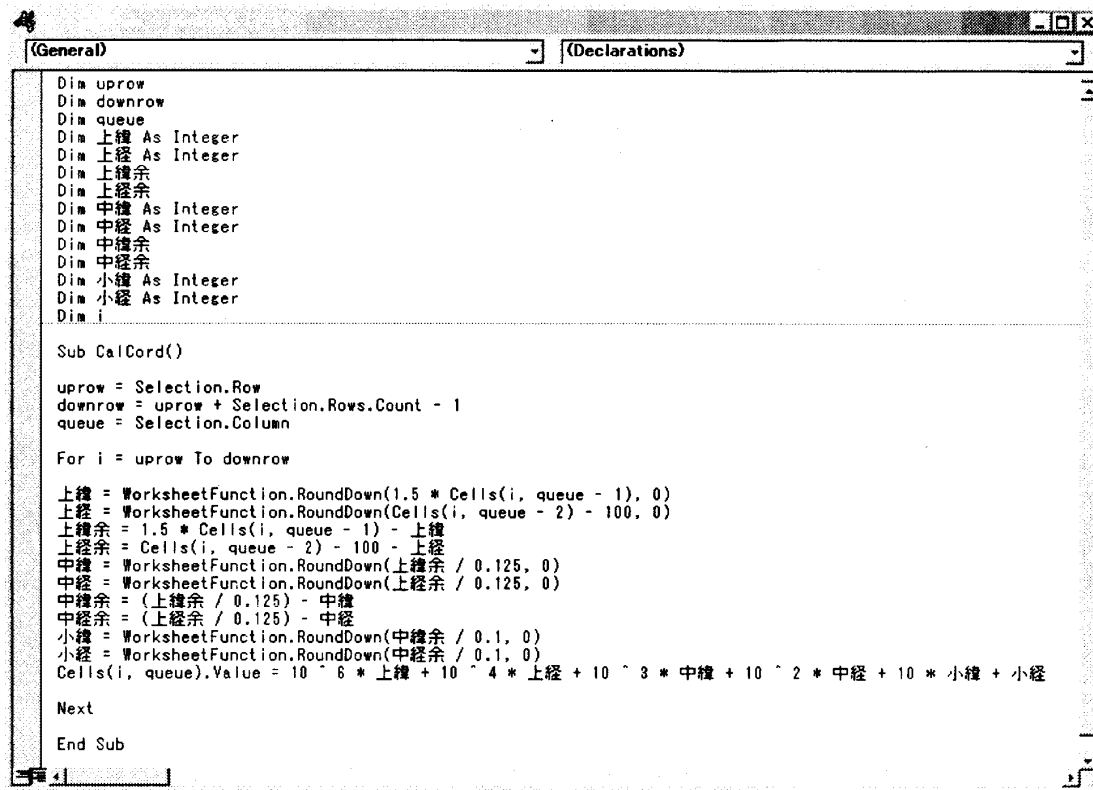 (General)
(Declarations)
Dim uprow
Dim downrow
Dim queue
Dim 上緯 As Integer
Dim 上経 As Integer
Dim 上緯余
Dim 上経余
Dim 中緯 As Integer
Dim 中経 As Integer
Dim 中緯余
Dim 中経余
Dim 小緯 As Integer
Dim 小経 As Integer
Dim i
Sub CalCord()
uprow = Selection.Row
downrow = uprow + Selection.Rows.Count - 1
queue = Selection.Column
For i = uprow To downrow
上緯 = WorksheetFunction.RoundDown(1.5 * Cells(i, queue - 1), 0)
上経 = WorksheetFunction.RoundDown(Cells(i, queue - 2) - 100, 0)
上緯余 = 1.5 * Cells(i, queue - 1) - 上緯
上経余 = Cells(i, queue - 2) - 100 - 上経
中緯 = WorksheetFunction.RoundDown(上緯余 / 0.125, 0)
中経 = WorksheetFunction.RoundDown(上経余 / 0.125, 0)
中緯余 = (上緯余 / 0.125) - 中緯
中経余 = (上経余 / 0.125) - 中経
小緯 = WorksheetFunction.RoundDown(中緯余 / 0.1, 0)
小経 = WorksheetFunction.RoundDown(中経余 / 0.1, 0)
Cells(i, queue).Value = 10 ^ 6 * 上緯 + 10 ^ 4 * 上経 + 10 ^ 3 * 中緯 + 10 ^ 2 * 中経 + 10 * 小緯 + 小経
Next
End Sub